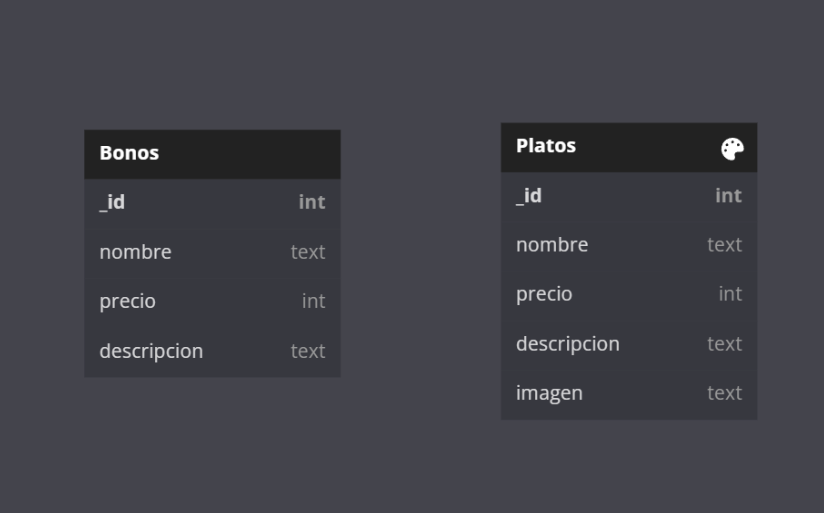 Bonos
_id int
nombre text
precio int
descripcion text
Platos
_id int
nombre text
precio int
descripcion text
imagen text